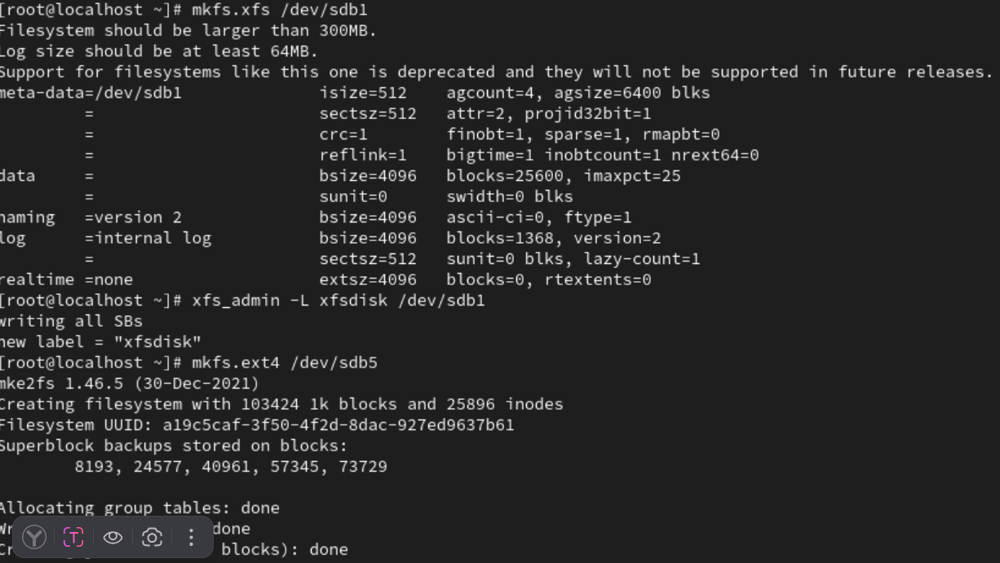 [root@localhost ~]# mkfs.xfs /dev/sdb1
Filesystem should be larger than 300MB.
Log size should be at least 64MB.
Support for filesystems like this one is deprecated and they will not be supported in future releases.
meta-data=/dev/sdb1              isize=512    agcount=4, agsize=6400 blks
         =                       sectsz=512   attr=2, projid32bit=1
         =                       crc=1        finobt=1, sparse=1, rmapbt=0
         =                       reflink=1    bigtime=1 inobtcount=1 nrext64=0
data     =                       bsize=4096   blocks=25600, imaxpct=25
         =                       sunit=0      swidth=0 blks
naming   =version 2              bsize=4096   ascii-ci=0, ftype=1
log      =internal log           bsize=4096   blocks=1368, version=2
         =                       sectsz=512   sunit=0 blks, lazy-count=1
realtime =none                   extsz=4096   blocks=0, rtextents=0
[root@localhost ~]# xfs_admin -L xfsdisk /dev/sdb1
writing all SBs
new label = "xfsdisk"
[root@localhost ~]# mkfs.ext4 /dev/sdb5
mke2fs 1.46.5 (30-Dec-2021)
Creating filesystem with 103424 1k blocks and 25896 inodes
Filesystem UUID: a19c5caf-3f50-4f2d-8dac-927ed9637b61
Superblock backups stored on blocks:
        8193, 24577, 40961, 57345, 73729
Allocating group tables: done
done
blocks): done